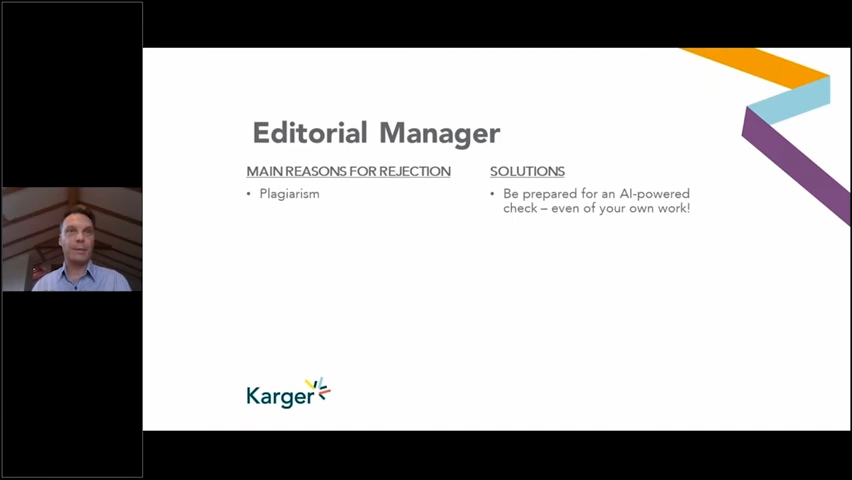 Editorial Manager
MAIN REASONS FOR REJECTION
• Plagiarism
SOLUTIONS
• Be prepared for an AI-powered
check – even of your own work!
Karger